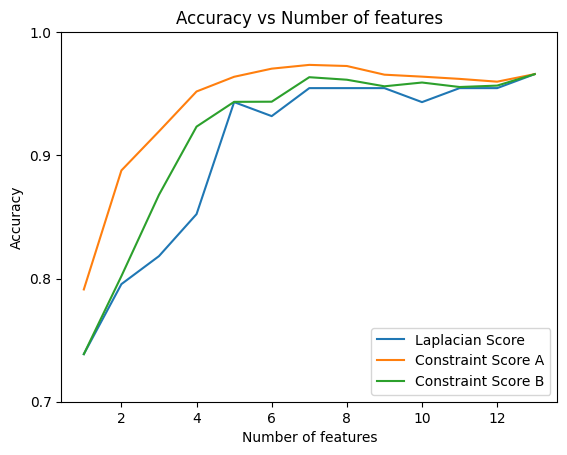 Accuracy vs Number of features
1.0
0.9
0.8
0.7
Accuracy
2 4 6 8 10 12
Number of features
Laplacian Score
Constraint Score A
Constraint Score B